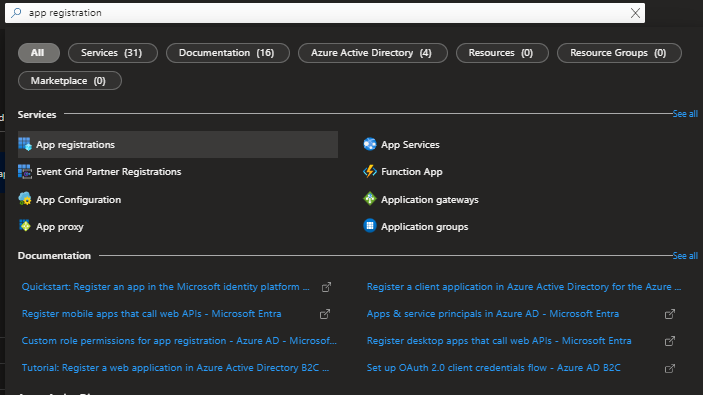 app registration
All Services (31) Documentation (16) Azure Active Directory (4) Resources (0) Resource Groups (0)
Marketplace (0)
Services See all
App registrations App Services
Event Grid Partner Registrations Function App
App Configuration Application gateways
App proxy Application groups
Documentation See all
Quickstart: Register an app in the Microsoft identity platform ... Register a client application in Azure Active Directory for the Azure ...
Register mobile apps that call web APIs - Microsoft Entra Apps & service principals in Azure AD - Microsoft Entra
Custom role permissions for app registration - Azure AD - Microsof... Register desktop apps that call web APIs - Microsoft Entra
Tutorial: Register a web application in Azure Active Directory B2C ... Set up OAuth 2.0 client credentials flow - Azure AD B2C